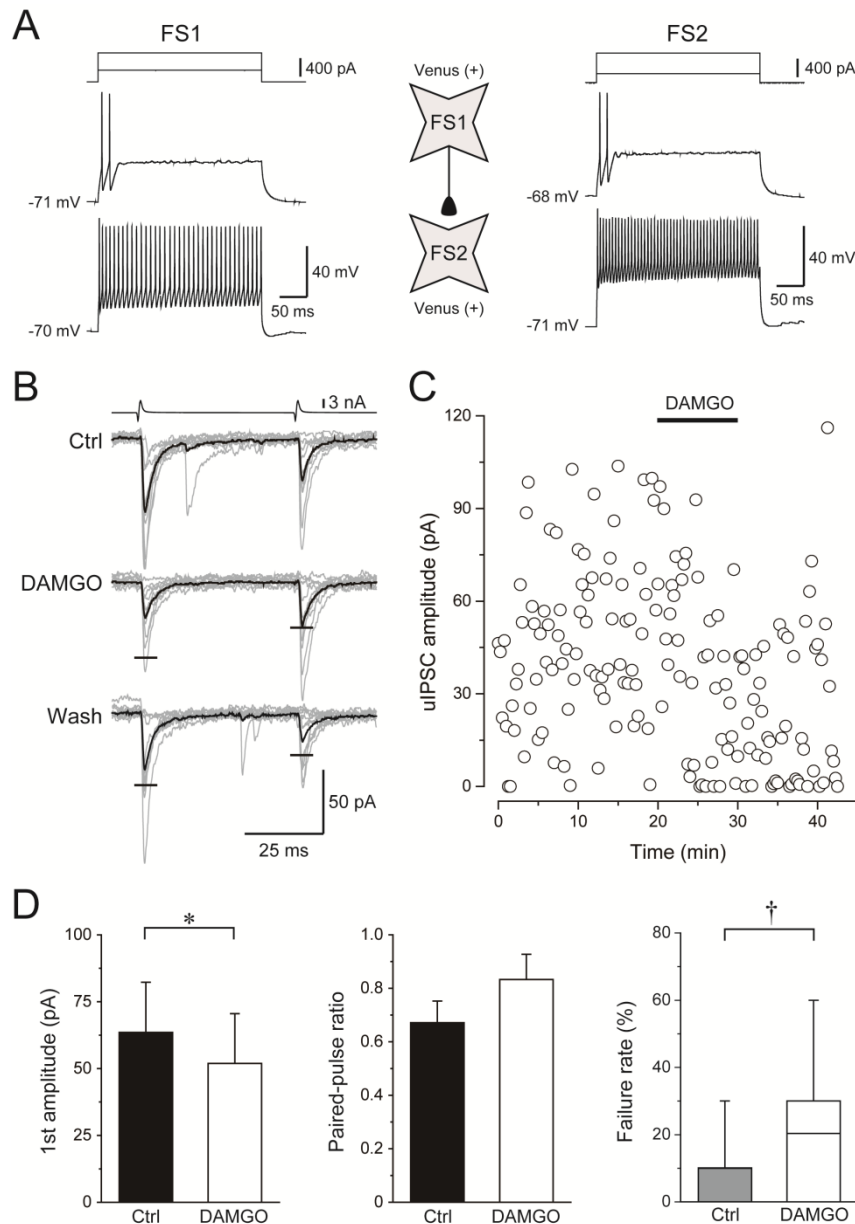 A
FS1
400 pA
-71 mV
-70 mV
40 mV
50 ms
Venus (+)
FS1
FS2
Venus (+)
FS2
400 pA
-68 mV
-71 mV
40 mV
50 ms
B
3 nA
Ctrl
DAMGO
Wash
50 pA
25 ms
C
DAMGO
120
90
60
30
0
uIPSC amplitude (pA)
0 10 20 30 40
Time (min)
D
*
100
75
50
25
0
1st amplitude (pA)
Ctrl DAMGO
1.0
0.8
0.6
0.4
0.2
0
Paired-pulse ratio
Ctrl DAMGO
†
80
60
40
20
0
Failure rate (%)
Ctrl DAMGO